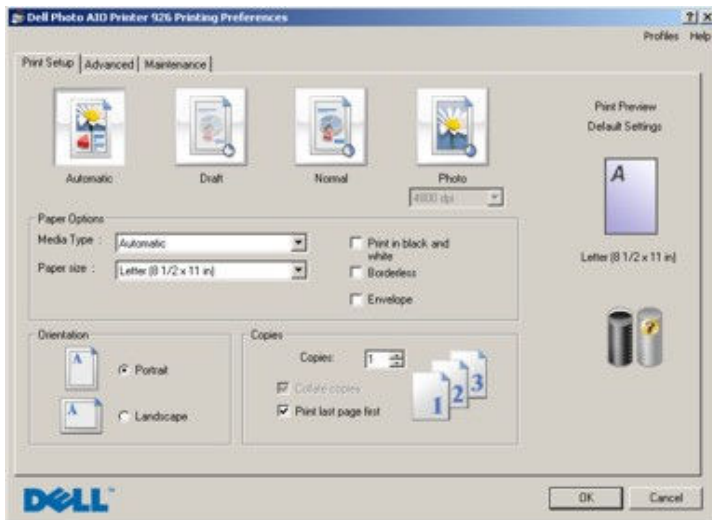 Dell Photo AIO Printer 926 Printing Preferences
? X
Profiles Help
Print Setup Advanced Maintenance
Automatic
Draft
Normal
Photo
4800 dpi
Print Preview
Default Settings
A
Letter (8 1/2 x 11 in)
?
Paper Options
Media Type :
Automatic
Paper size :
Letter (8 1/2 x 11 in)
Print in black and
white
Borderless
Envelope
Orientation
A
Portrait
A
Landscape
Copies
Copies:
1
Collate copies
Print last page first
1 2 3
DELL
OK
Cancel